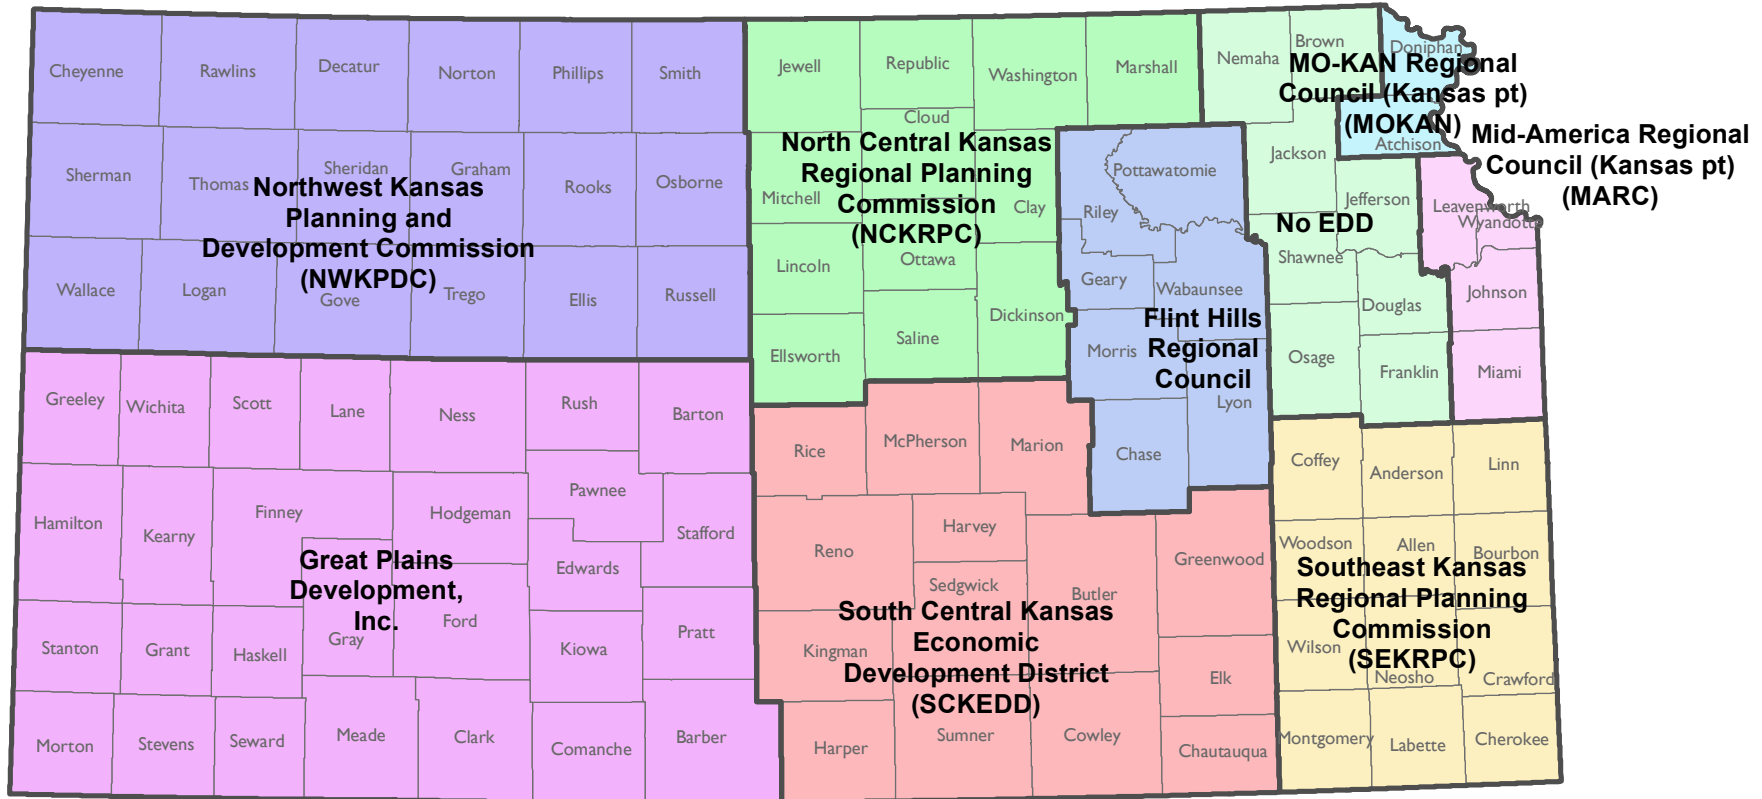 Cheyenne
Rawlins
Decatur
Norton
Phillips
Smith
Jewell
Republic
Washington
Marshall
Nemaha
Brown
Doniphan
MO-KAN Regional
Council (Kansas pt)
(MOKAN)
Atchison
Mid-America Regional
Council (Kansas pt)
(MARC)
Sherman
Thomas
Sheridan
Graham
Rooks
Osborne
Northwest Kansas
Planning and
Development Commission
(NWKPDC)
Wallace
Logan
Gove
Trego
Ellis
Russell
Cloud
North Central Kansas
Regional Planning
Commission
(NCKRPC)
Mitchell
Clay
Lincoln
Ottawa
Ellsworth
Saline
Dickinson
Pottawatomie
Riley
Geary
Wabaunsee
Flint Hills
Regional
Council
Morris
Lyon
Chase
Jackson
Jefferson
No EDD
Shawnee
Douglas
Osage
Franklin
Leavenworth
Wyandotte
Johnson
Miami
Greeley
Wichita
Scott
Lane
Ness
Rush
Barton
Hamilton
Kearny
Finney
Hodgeman
Pawnee
Stafford
Edwards
Great Plains
Development,
Inc.
Stanton
Grant
Haskell
Gray
Ford
Kiowa
Pratt
Morton
Stevens
Seward
Meade
Clark
Comanche
Barber
Rice
McPherson
Marion
Reno
Harvey
Sedgwick
Butler
Greenwood
South Central Kansas
Economic
Development District
(SCKEDD)
Kingman
Elk
Harper
Sumner
Cowley
Chautauqua
Coffey
Anderson
Linn
Woodson
Allen
Bourbon
Southeast Kansas
Regional Planning
Commission
(SEKRPC)
Wilson
Neosho
Crawford
Montgomery
Labette
Cherokee